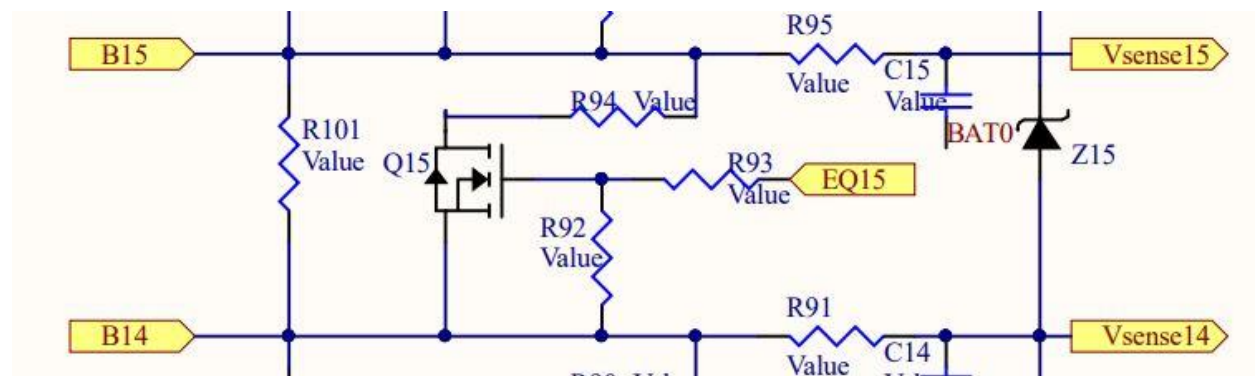 R95
B15
Vsense15
Value
C15
Value
R94 Value
R101
Value
BAT0
Q15
Z15
R93
Value
EQ15
R92
Value
R91
B14
Vsense14
Value
C14